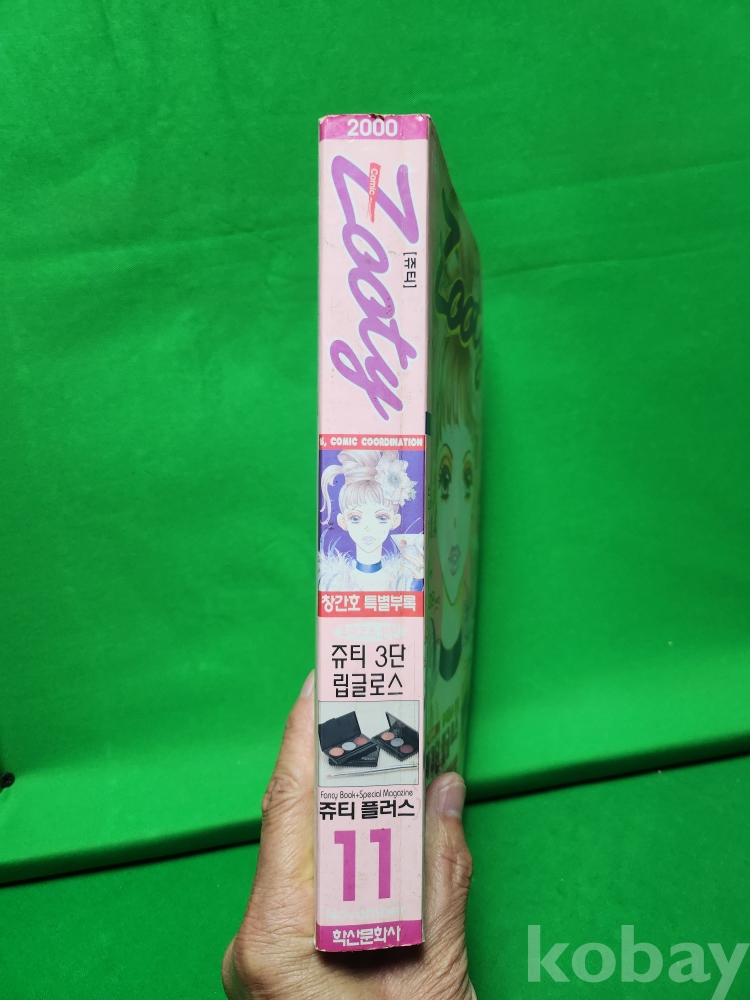 2000
Comic
Zooty
[쥬티]
&, COMIC COORDINATION
창간호 특별부록
쥬티 3단
립글로스
Fancy Book+Special Magazine
쥬티 플러스
11
학산문화사
Zoo
kobay